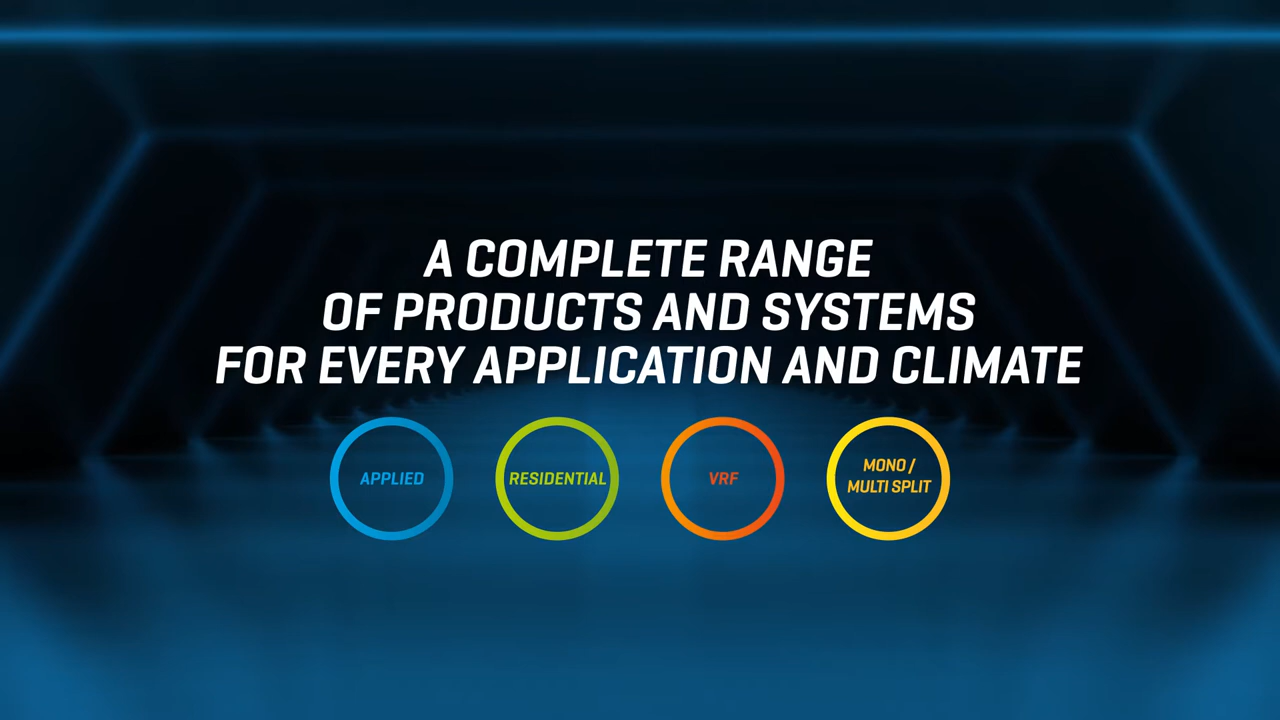 A COMPLETE RANGE
OF PRODUCTS AND SYSTEMS
FOR EVERY APPLICATION AND CLIMATE
APPLIED
RESIDENTIAL
VRF
MONO /
MULTI SPLIT